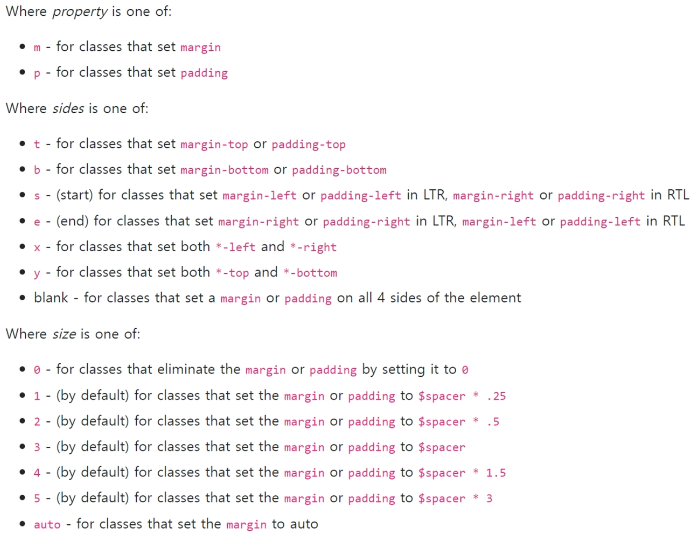 Where property is one of:
• m - for classes that set margin
• p - for classes that set padding
Where sides is one of:
• t - for classes that set margin-top or padding-top
• b - for classes that set margin-bottom or padding-bottom
• s - (start) for classes that set margin-left or padding-left in LTR, margin-right or padding-right in RTL
• e - (end) for classes that set margin-right or padding-right in LTR, margin-left or padding-left in RTL
• x - for classes that set both *-left and *-right
• y - for classes that set both *-top and *-bottom
• blank - for classes that set a margin or padding on all 4 sides of the element
Where size is one of:
• 0 - for classes that eliminate the margin or padding by setting it to 0
• 1 - (by default) for classes that set the margin or padding to $spacer * .25
• 2 - (by default) for classes that set the margin or padding to $spacer * .5
• 3 - (by default) for classes that set the margin or padding to $spacer
• 4 - (by default) for classes that set the margin or padding to $spacer * 1.5
• 5 - (by default) for classes that set the margin or padding to $spacer * 3
• auto - for classes that set the margin to auto